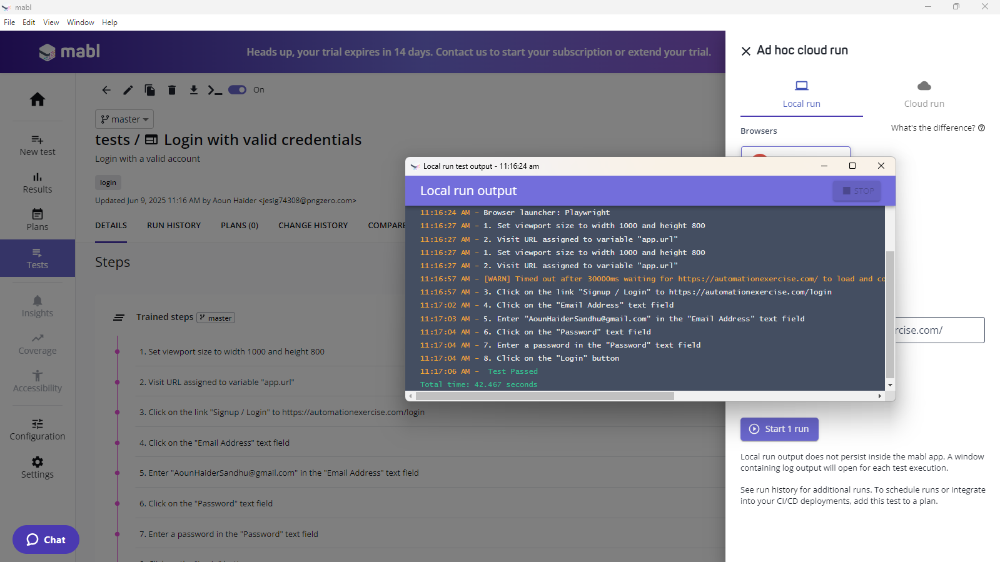 mabl
File Edit View Window Help
mabl
Heads up, your trial expires in 14 days. Contact us to start your subscription or extend your trial.
On
master
tests / Login with valid credentials
Login with a valid account
login
Updated Jun 9, 2025 11:16 AM by Aoun Haider <jesig74308@pngzero.com>
DETAILS RUN HISTORY PLANS (0) CHANGE HISTORY COMPARE
New test
Results
Plans
Tests
Insights
Coverage
Accessibility
Configuration
Settings
Chat
Steps
Trained steps master
1. Set viewport size to width 1000 and height 800
2. Visit URL assigned to variable "app.url"
3. Click on the link "Signup / Login" to https://automationexercise.com/login
4. Click on the "Email Address" text field
5. Enter "AounHaiderSandhu@gmail.com" in the "Email Address" text field
6. Click on the "Password" text field
7. Enter a password in the "Password" text field
Local run test output - 11:16:24 am
Local run output
STOP
11:16:24 AM - Browser launcher: Playwright
11:16:27 AM - 1. Set viewport size to width 1000 and height 800
11:16:27 AM - 2. Visit URL assigned to variable "app.url"
11:16:27 AM - 1. Set viewport size to width 1000 and height 800
11:16:27 AM - 2. Visit URL assigned to variable "app.url"
11:16:57 AM - [WARN] Timed out after 30000ms waiting for https://automationexercise.com/ to load and co
11:16:57 AM - 3. Click on the link "Signup / Login" to https://automationexercise.com/login
11:17:02 AM - 4. Click on the "Email Address" text field
11:17:03 AM - 5. Enter "AounHaiderSandhu@gmail.com" in the "Email Address" text field
11:17:04 AM - 6. Click on the "Password" text field
11:17:04 AM - 7. Enter a password in the "Password" text field
11:17:04 AM - 8. Click on the "Login" button
11:17:06 AM - Test Passed
Total time: 42.467 seconds
Ad hoc cloud run
Local run Cloud run
Browsers
What's the difference?
rcise.com/
Start 1 run
Local run output does not persist inside the mabl app. A window
containing log output will open for each test execution.
See run history for additional runs. To schedule runs or integrate
into your CI/CD deployments, add this test to a plan.